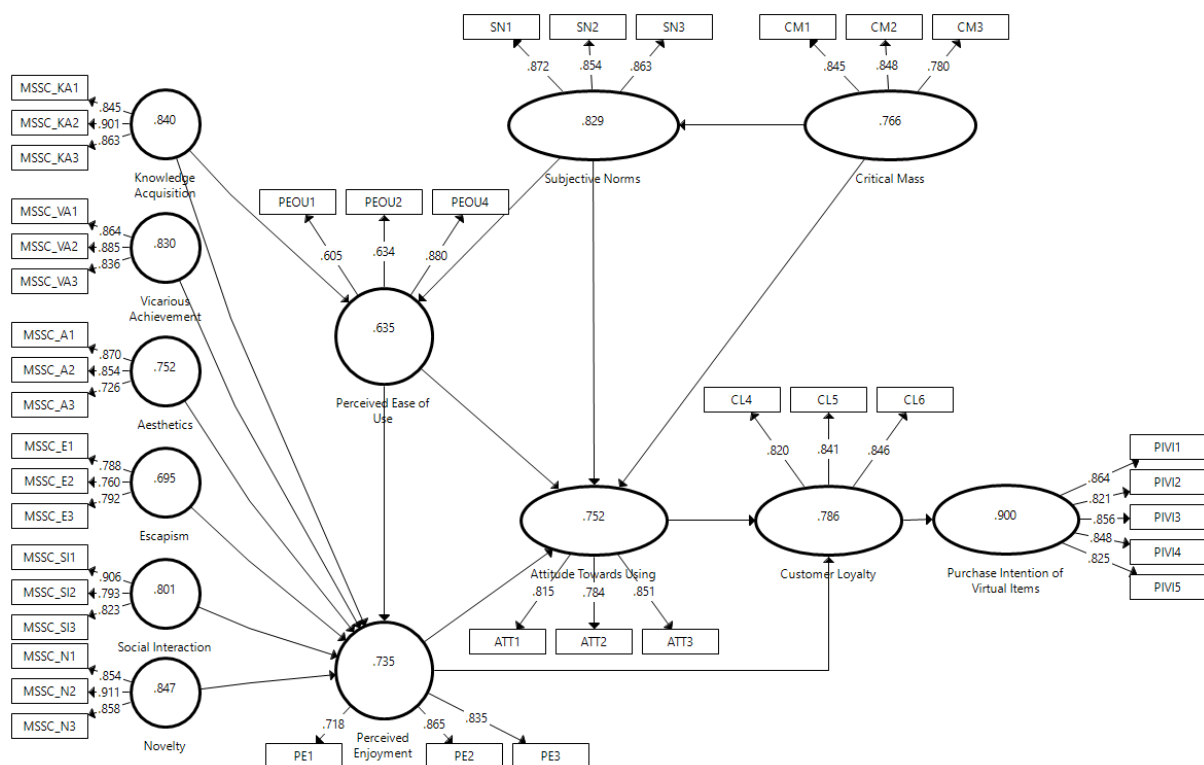 SN1
SN2
SN3
CM1
CM2
CM3
.872
.854
.863
.845
.848
.780
MSSC_KA1
MSSC_KA2
MSSC_KA3
.845
.901
.863
.840
Knowledge
Acquisition
.829
Subjective Norms
.766
Critical Mass
MSSC_VA1
MSSC_VA2
MSSC_VA3
.864
.885
.836
.830
Vicarious
Achievement
PEOU1
PEOU2
PEOU4
.605
.634
.880
.635
Perceived Ease of
Use
MSSC_A1
MSSC_A2
MSSC_A3
.870
.854
.726
.752
Aesthetics
MSSC_E1
MSSC_E2
MSSC_E3
.788
.760
.792
.695
Escapism
CL4
CL5
CL6
.820
.841
.846
.752
Attitude Towards Using
.815
.784
.851
ATT1
ATT2
ATT3
.786
Customer Loyalty
.900
Purchase Intention of
Virtual Items
.864
.821
.856
.848
.825
PIVI1
PIVI2
PIVI3
PIVI4
PIVI5
MSSC_SI1
MSSC_SI2
MSSC_SI3
.906
.793
.823
.801
Social Interaction
MSSC_N1
MSSC_N2
MSSC_N3
.854
.911
.858
.847
Novelty
.735
Perceived
Enjoyment
.718
.865
.835
PE1
PE2
PE3